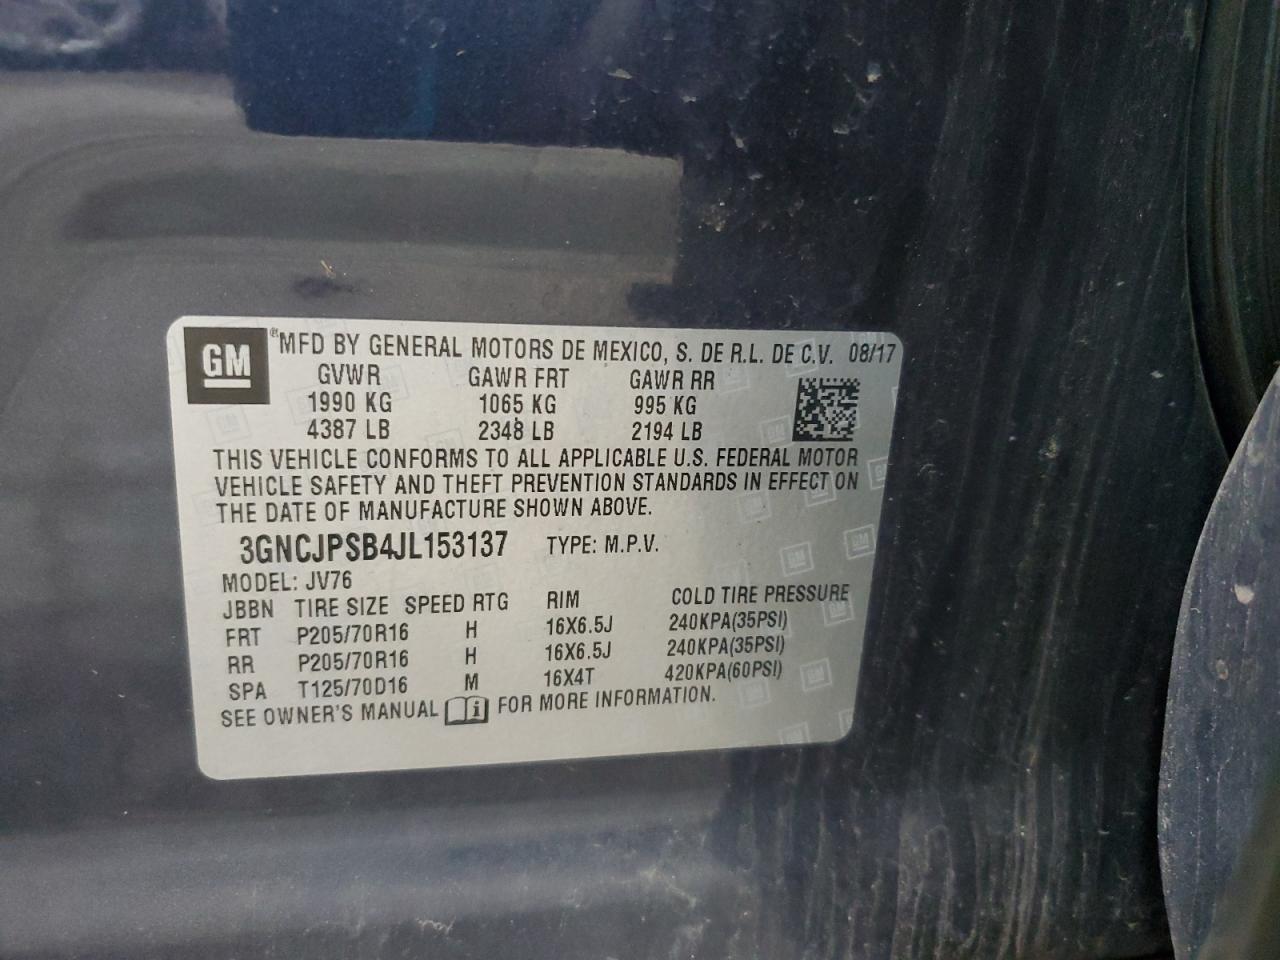 GM ® MFD BY GENERAL MOTORS DE MEXICO, S. DE R.L. DE C.V. 08/17
GVWR GAWR FRT GAWR RR
1990 KG 1065 KG 995 KG
4387 LB 2348 LB 2194 LB
THIS VEHICLE CONFORMS TO ALL APPLICABLE U.S. FEDERAL MOTOR
VEHICLE SAFETY AND THEFT PREVENTION STANDARDS IN EFFECT ON
THE DATE OF MANUFACTURE SHOWN ABOVE.
3GNCJPSB4JL153137 TYPE: M.P.V.
MODEL: JV76
JBBN TIRE SIZE SPEED RTG RIM COLD TIRE PRESSURE
FRT P205/70R16 H 16X6.5J 240KPA(35PSI)
RR P205/70R16 H 16X6.5J 240KPA(35PSI)
SPA T125/70D16 M 16X4T 420KPA(60PSI)
SEE OWNER'S MANUAL i FOR MORE INFORMATION.